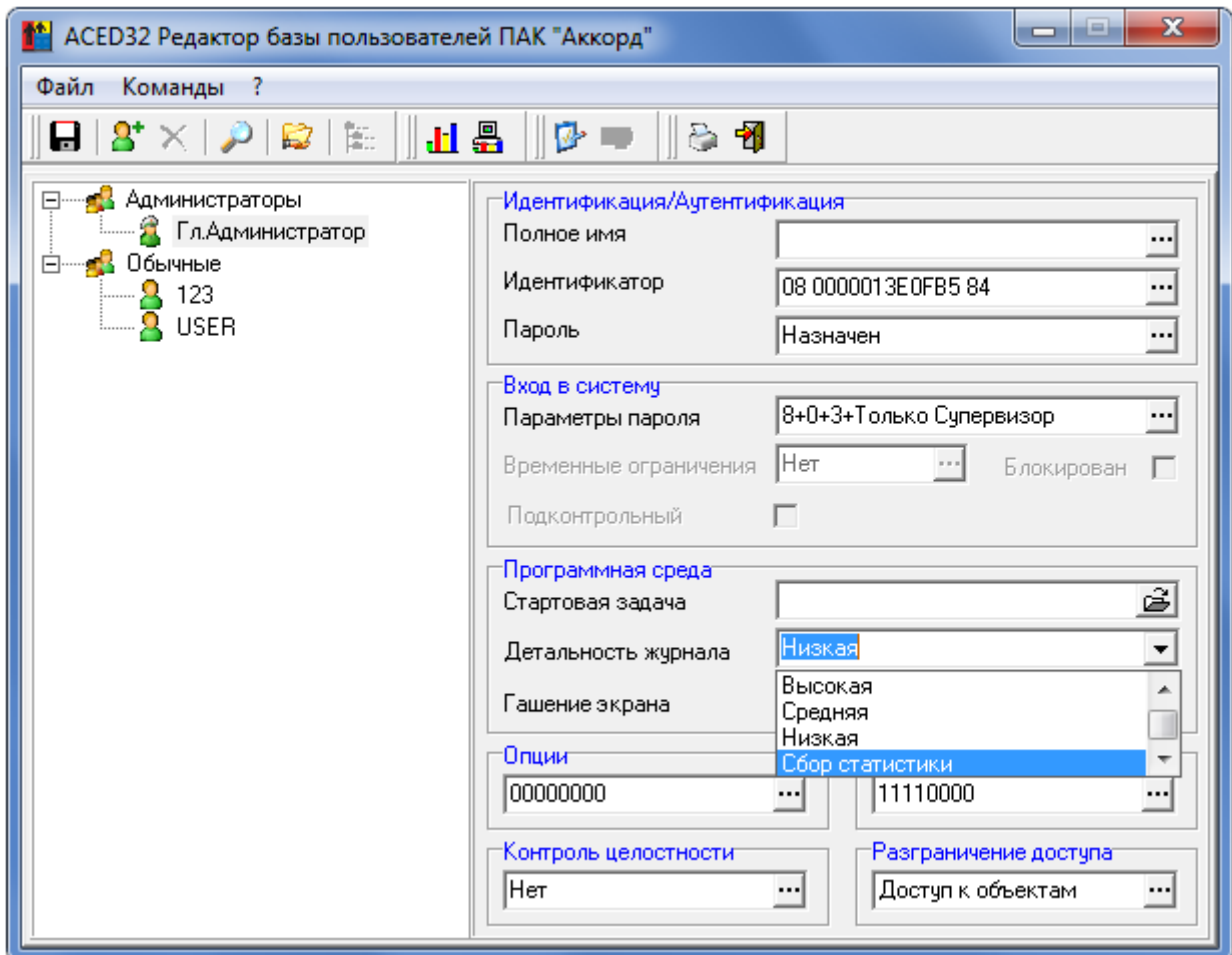 ACED32 Редактор базы пользователей ПАК "Аккорд"
Файл Команды ?
Администраторы
Гл.Администратор
Обычные
123
USER
Идентификация/Аутентификация
Полное имя
Идентификатор 08 0000013E0FB5 84
Пароль Назначен
Вход в систему
Параметры пароля 8+0+3+Только Супервизор
Временные ограничения Нет Блокирован
Подконтрольный
Программная среда
Стартовая задача
Детальность журнала Низкая
Высокая
Гашение экрана Средняя
Низкая
Опции Сбор статистики
00000000 11110000
Контроль целостности Разграничение доступа
Нет Доступ к объектам